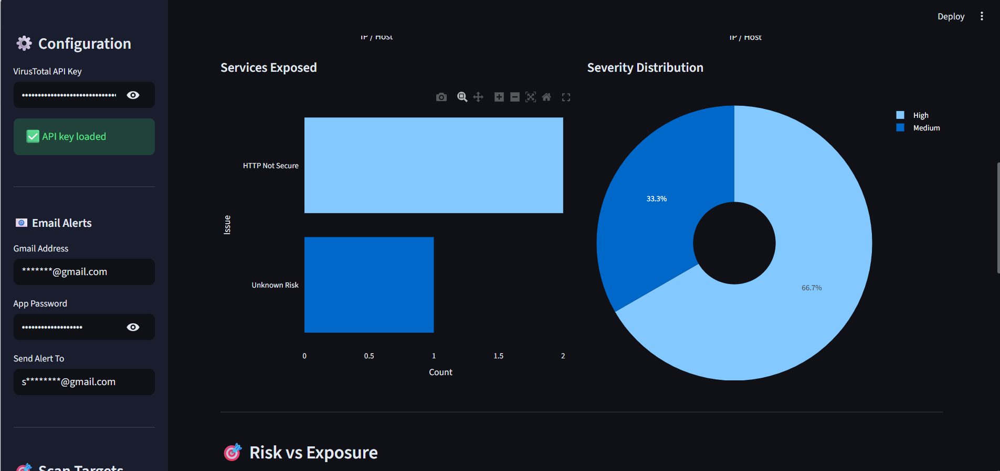 Deploy
Configuration
VirusTotal API Key
••••••••••••••••••••••••••••••
API key loaded
Email Alerts
Gmail Address
*******@gmail.com
App Password
•••••••••••••••••••
Send Alert To
s********@gmail.com
Scan Targets
IP / Host
IP / Host
Services Exposed
HTTP Not Secure
Unknown Risk
Issue
0 0.5 1 1.5 2
Count
Severity Distribution
High
Medium
33.3%
66.7%
Risk vs Exposure